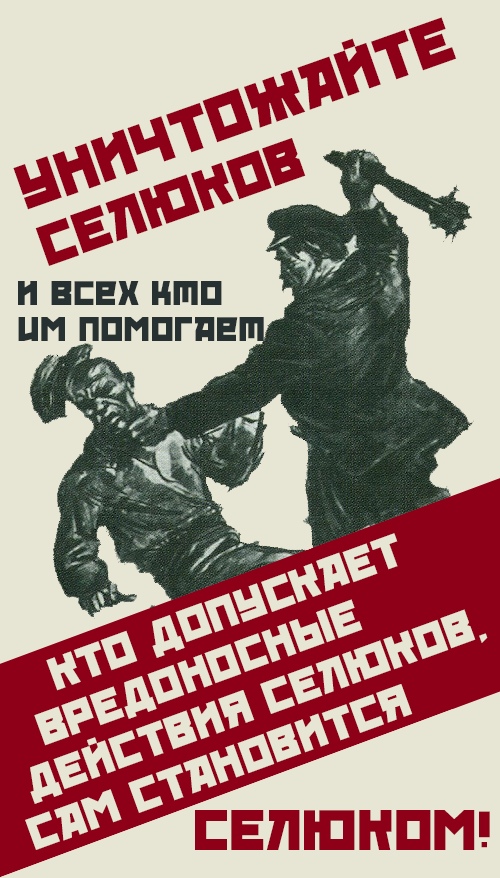 УНИЧТОЖАЙТЕ
СЕЛЮКОВ
И ВСЕХ КТО
ИМ ПОМОГАЕТ
КТО ДОПУСКАЕТ
ВРЕДОНОСНЫЕ
ДЕЙСТВИЯ СЕЛЮКОВ,
САМ СТАНОВИТСЯ
СЕЛЮКОМ!